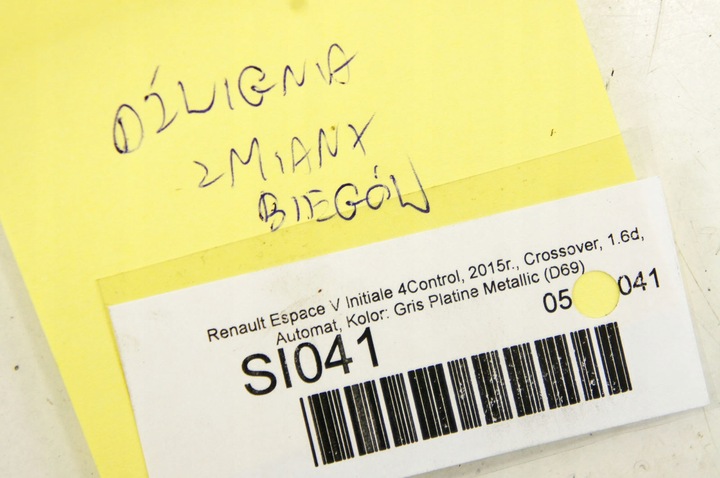 DŹWIGNIA
ZMIANY
BIEGÓW
Renault Espace V Initiale 4Control, 2015r., Crossover, 1.6d,
Automat, Kolor: Gris Platine Metallic (D69)
05 041
SI041